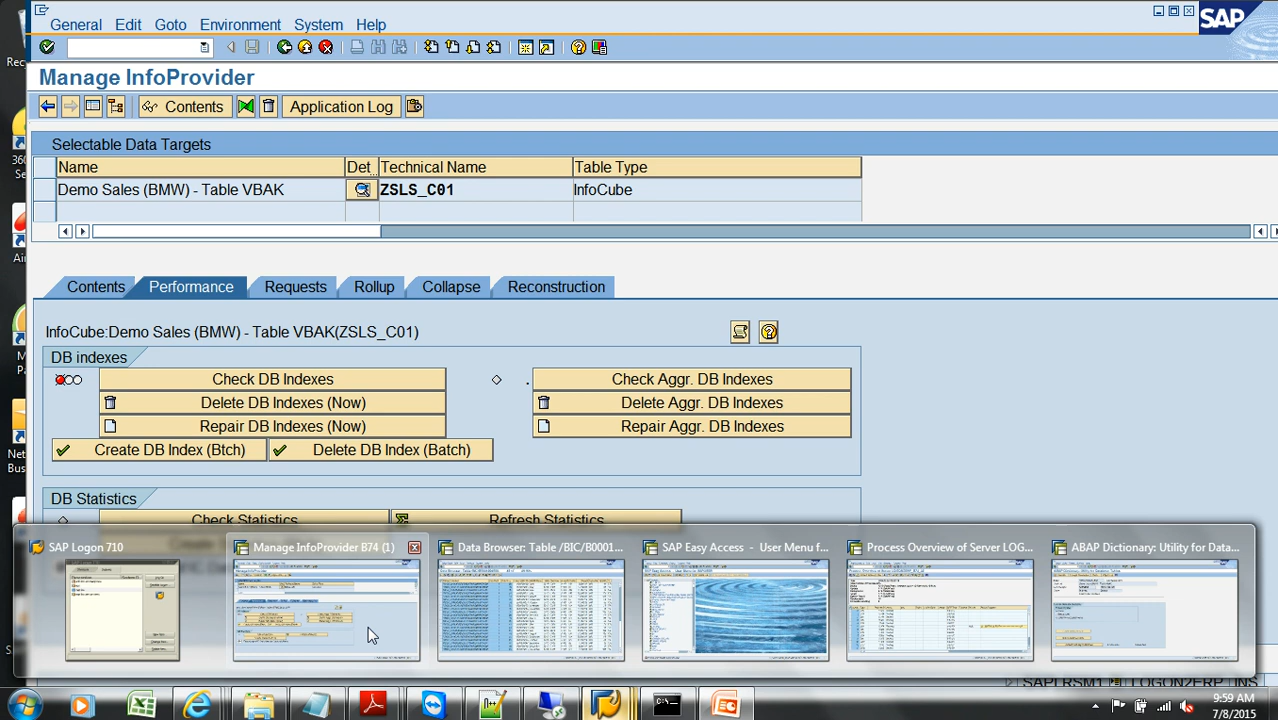 General Edit Goto Environment System Help
SAP
Manage InfoProvider
Contents Application Log
Selectable Data Targets
Name Det.. Technical Name Table Type
Demo Sales (BMW) - Table VBAK ZSLS_C01 InfoCube
Contents Performance Requests Rollup Collapse Reconstruction
InfoCube:Demo Sales (BMW) - Table VBAK(ZSLS_C01)
DB indexes
Check DB Indexes Check Aggr. DB Indexes
Delete DB Indexes (Now) Delete Aggr. DB Indexes
Repair DB Indexes (Now) Repair Aggr. DB Indexes
Create DB Index (Btch) Delete DB Index (Batch)
DB Statistics
Check Statistics Refresh Statistics
SAP Logon 710 Manage InfoProvider B74 (1) Data Browser: Table /BIC/B0001... SAP Easy Access - User Menu f... Process Overview of Server LOG... ABAP Dictionary: Utility for Data...
9:59 AM
7/8/2015